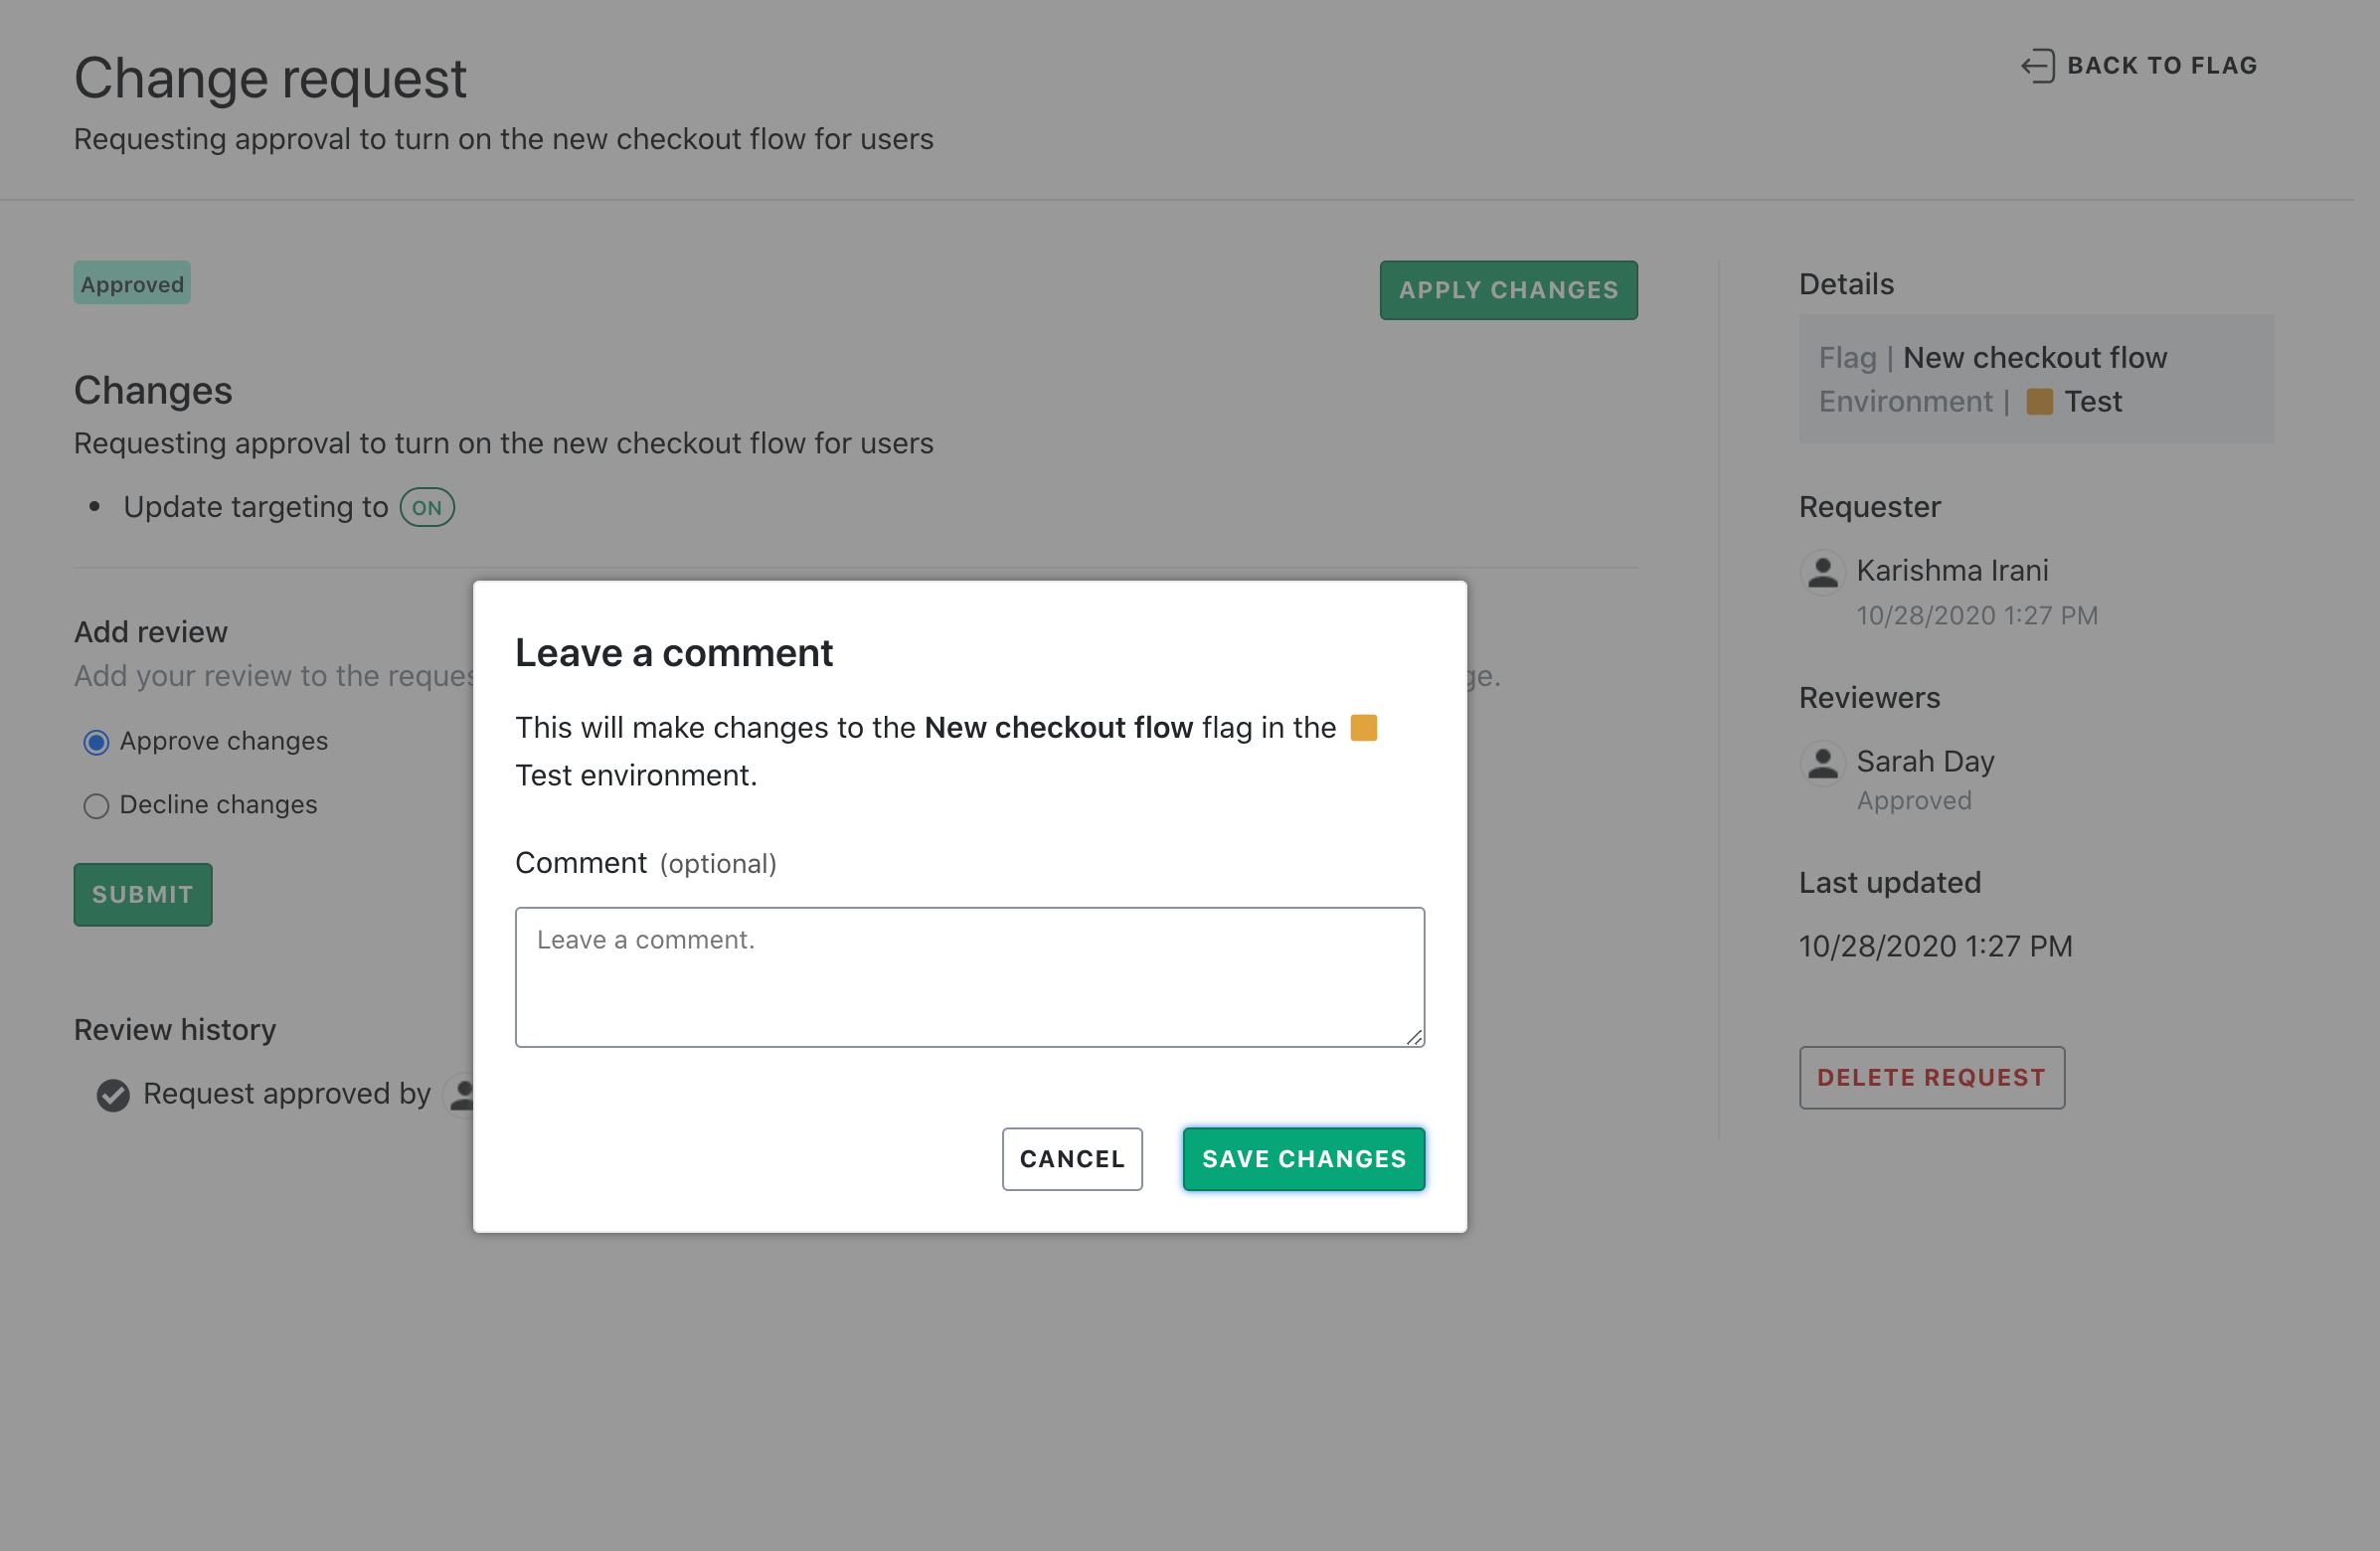 Change request
BACK TO FLAG
Requesting approval to turn on the new checkout flow for users
Approved
APPLY CHANGES
Changes
Requesting approval to turn on the new checkout flow for users
• Update targeting to ON
Add review
Add your review to the
ge.
Approve changes
Decline changes
SUBMIT
Review history
Request approved by
Leave a comment
This will make changes to the New checkout flow flag in the
Test environment.
Comment (optional)
Leave a comment.
CANCEL
SAVE CHANGES
Details
Flag | New checkout flow
Environment | Test
Requester
Karishma Irani
10/28/2020 1:27 PM
Reviewers
Sarah Day
Approved
Last updated
10/28/2020 1:27 PM
DELETE REQUEST